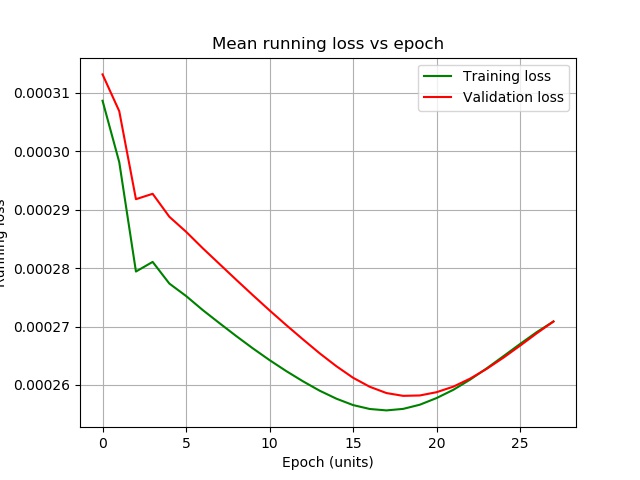 Mean running loss vs epoch
Training loss
Validation loss
0.00031
0.00030
0.00029
0.00028
0.00027
0.00026
loss
0 5 10 15 20 25
Epoch (units)